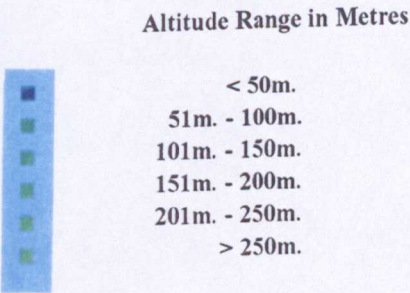 Altitude Range in Metres
< 50m.
51m. - 100m.
101m. - 150m.
151m. - 200m.
201m. - 250m.
> 250m.